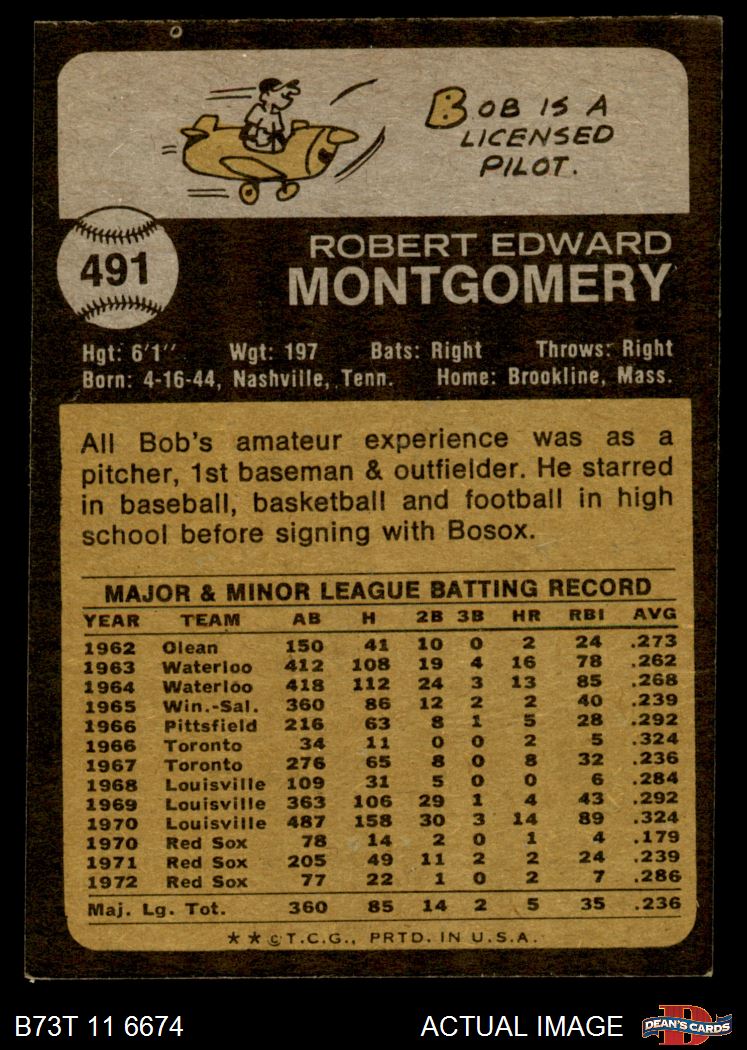 BOB IS A
LICENSED
PILOT.
491
ROBERT EDWARD
MONTGOMERY
Hgt: 6'1" Wgt: 197 Bats: Right Throws: Right
Born: 4-16-44, Nashville, Tenn. Home: Brookline, Mass.
All Bob's amateur experience was as a
pitcher, 1st baseman & outfielder. He starred
in baseball, basketball and football in high
school before signing with Bosox.
MAJOR & MINOR LEAGUE BATTING RECORD
YEAR TEAM AB H 2B 3B HR RBI AVG
1962 Olean 150 41 10 0 2 24 .273
1963 Waterloo 412 108 19 4 16 78 .262
1964 Waterloo 418 112 24 3 13 85 .268
1965 Win.-Sal. 360 86 12 2 2 40 .239
1966 Pittsfield 216 63 8 1 5 28 .292
1966 Toronto 34 11 0 0 2 5 .324
1967 Toronto 276 65 8 0 8 32 .236
1968 Louisville 109 31 5 0 0 6 .284
1969 Louisville 363 106 29 1 4 43 .292
1970 Louisville 487 158 30 3 14 89 .324
1970 Red Sox 78 14 2 0 1 4 .179
1971 Red Sox 205 49 11 2 2 24 .239
1972 Red Sox 77 22 1 0 2 7 .286
Maj. Lg. Tot. 360 85 14 2 5 35 .236
★★ © T.C.G., PRTD. IN U.S.A.
B73T 11 6674 ACTUAL IMAGE DEAN'S CARDS